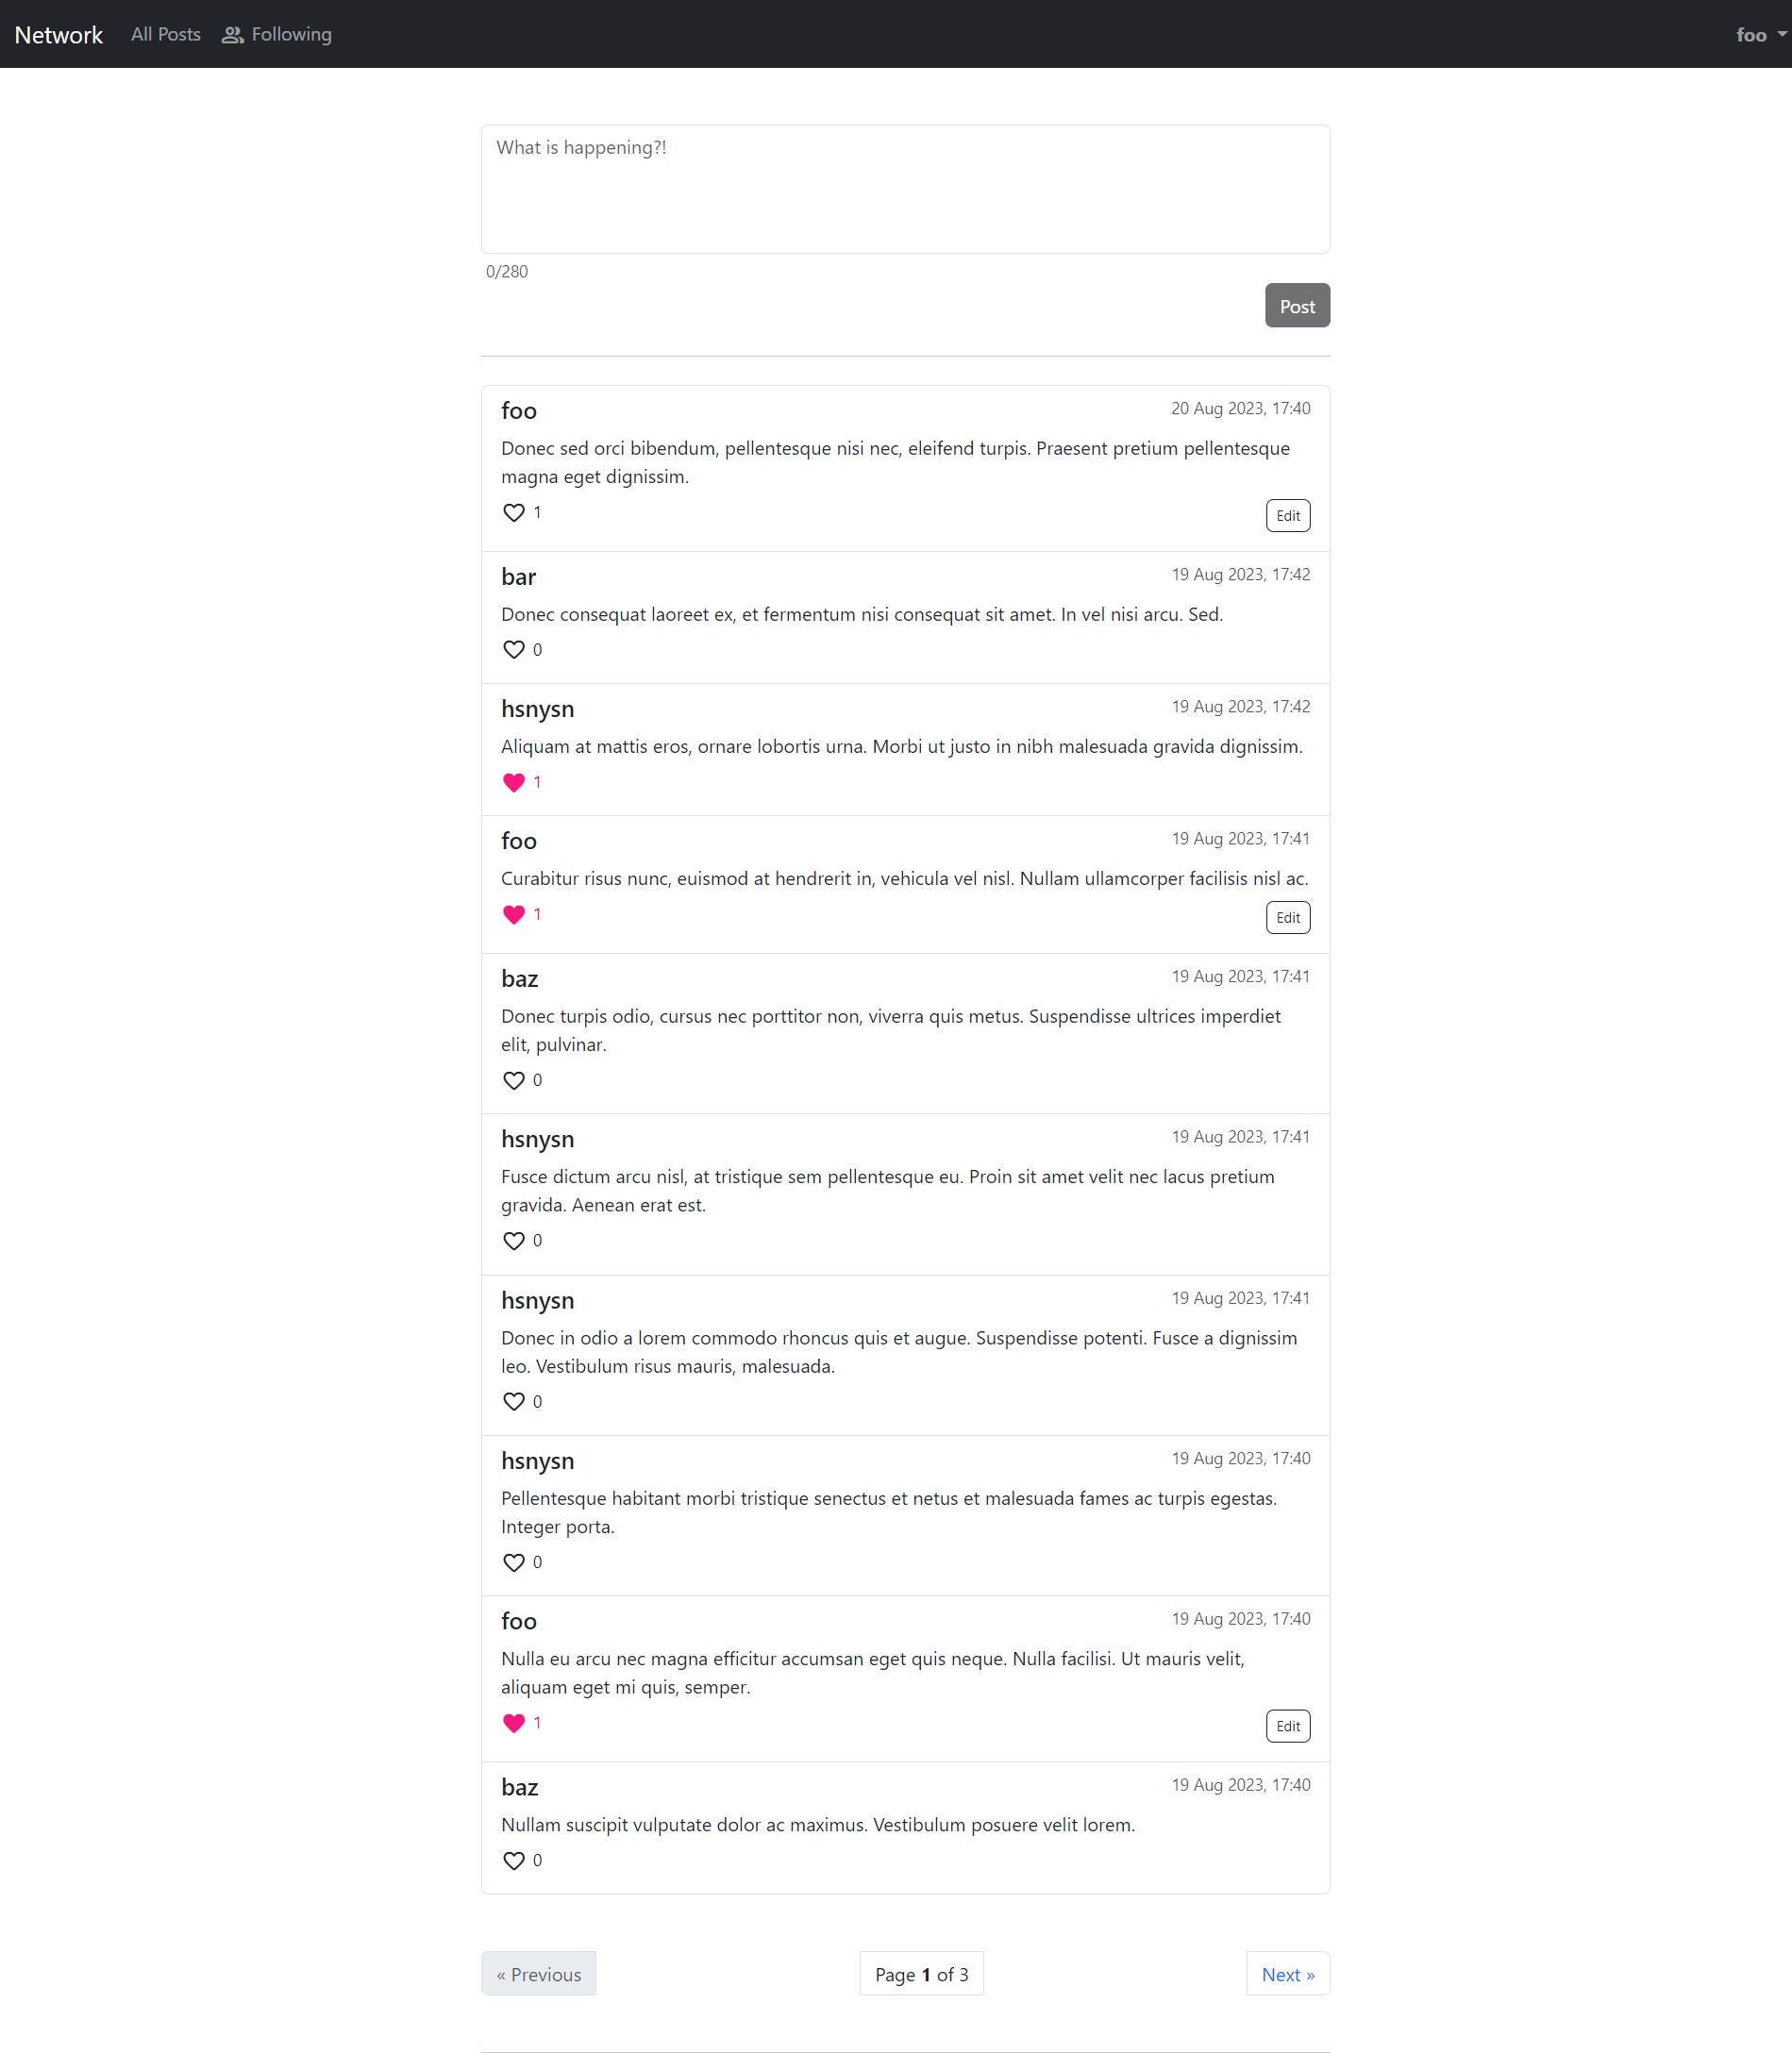 Network All Posts Following foo
What is happening?!
0/280
Post
foo 20 Aug 2023, 17:40
Donec sed orci bibendum, pellentesque nisi nec, eleifend turpis. Praesent pretium pellentesque
magna eget dignissim.
1 Edit
bar 19 Aug 2023, 17:42
Donec consequat laoreet ex, et fermentum nisi consequat sit amet. In vel nisi arcu. Sed.
0
hsnysn 19 Aug 2023, 17:42
Aliquam at mattis eros, ornare lobortis urna. Morbi ut justo in nibh malesuada gravida dignissim.
1
foo 19 Aug 2023, 17:41
Curabitur risus nunc, euismod at hendrerit in, vehicula vel nisl. Nullam ullamcorper facilisis nisl ac.
1 Edit
baz 19 Aug 2023, 17:41
Donec turpis odio, cursus nec porttitor non, viverra quis metus. Suspendisse ultrices imperdiet
elit, pulvinar.
0
hsnysn 19 Aug 2023, 17:41
Fusce dictum arcu nisl, at tristique sem pellentesque eu. Proin sit amet velit nec lacus pretium
gravida. Aenean erat est.
0
hsnysn 19 Aug 2023, 17:41
Donec in odio a lorem commodo rhoncus quis et augue. Suspendisse potenti. Fusce a dignissim
leo. Vestibulum risus mauris, malesuada.
0
hsnysn 19 Aug 2023, 17:40
Pellentesque habitant morbi tristique senectus et netus et malesuada fames ac turpis egestas.
Integer porta.
0
foo 19 Aug 2023, 17:40
Nulla eu arcu nec magna efficitur accumsan eget quis neque. Nulla facilisi. Ut mauris velit,
aliquam eget mi quis, semper.
1 Edit
baz 19 Aug 2023, 17:40
Nullam suscipit vulputate dolor ac maximus. Vestibulum posuere velit lorem.
0
« Previous Page 1 of 3 Next »